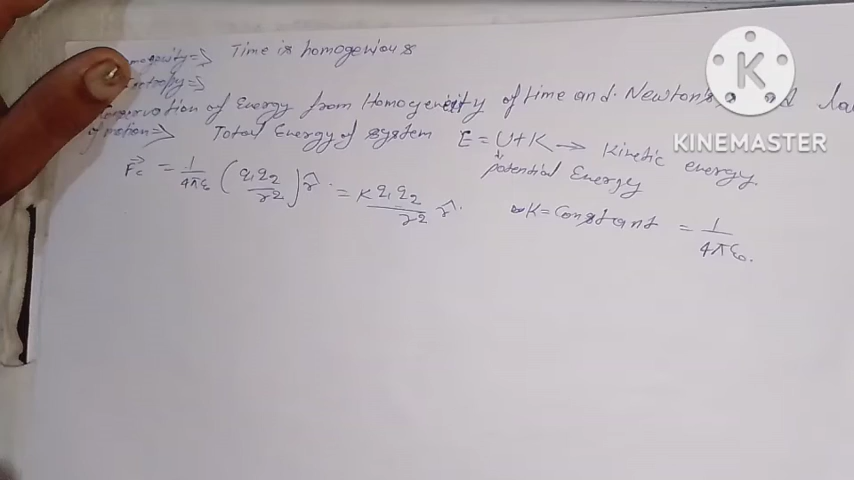 Time is homogenious
Conservation of Energy from Homogeneity of time and Newton's
of motion => Total Energy of system E = U + K → Kinetic energy.
potential Energy
F⃗c = 1/4πε₀ (q₁q₂/r²) r̂ = K q₁q₂/r² r̂.
K = Constant = 1/4πε₀.
K
KINEMASTER